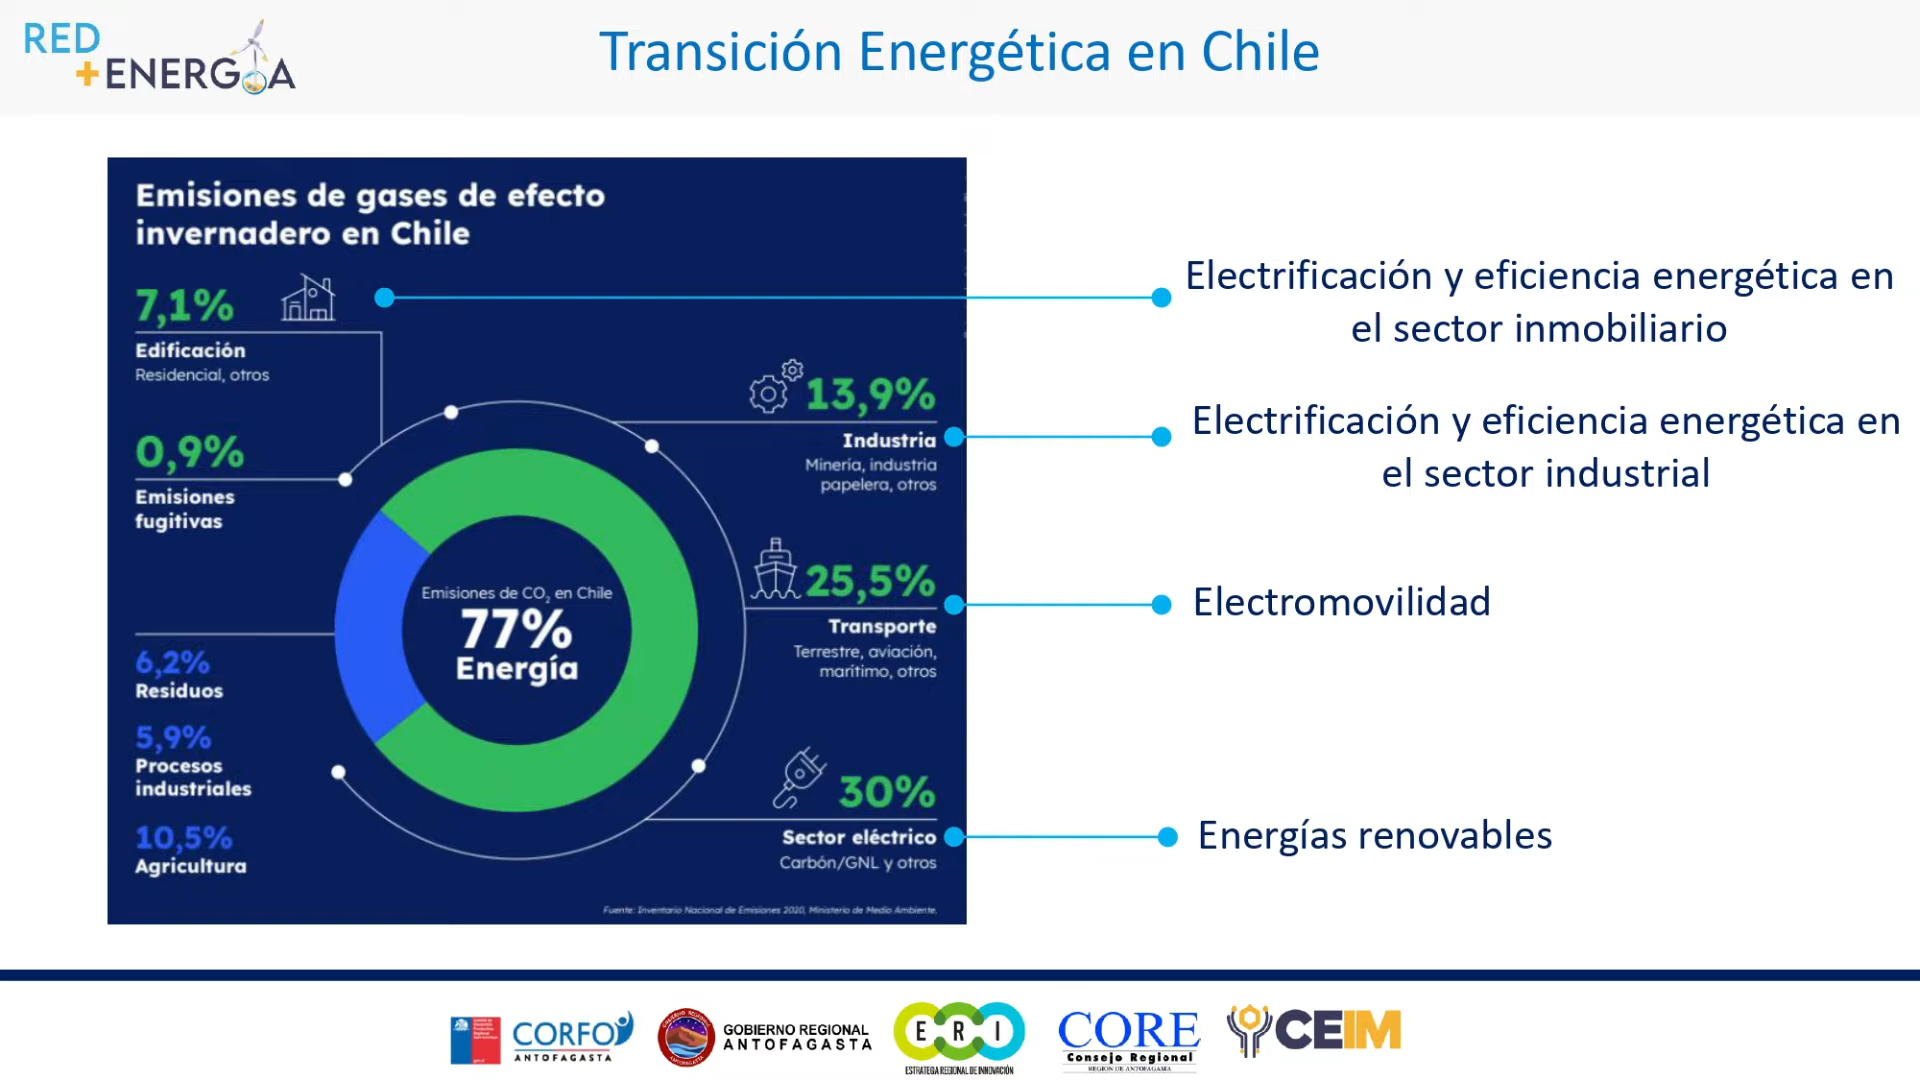 RED
+ENERGÍA
Transición Energética en Chile
Emisiones de gases de efecto
invernadero en Chile
7,1%
Edificación
Residencial, otros
0,9%
Emisiones
fugitivas
6,2%
Residuos
5,9%
Procesos
industriales
10,5%
Agricultura
Emisiones de CO₂ en Chile
77%
Energía
13,9%
Industria
Minería, industria
papelera, otros
25,5%
Transporte
Terrestre, aviación,
marítimo, otros
30%
Sector eléctrico
Carbón/GNL y otros
Fuente: Inventario Nacional de Emisiones 2020, Ministerio de Medio Ambiente.
Electrificación y eficiencia energética en
el sector inmobiliario
Electrificación y eficiencia energética en
el sector industrial
Electromovilidad
Energías renovables
CORFO
ANTOFAGASTA
GOBIERNO REGIONAL
ANTOFAGASTA
ERI
ESTRATEGIA REGIONAL DE INNOVACIÓN
CORE
Consejo Regional
REGION DE ANTOFAGASTA
CEIM